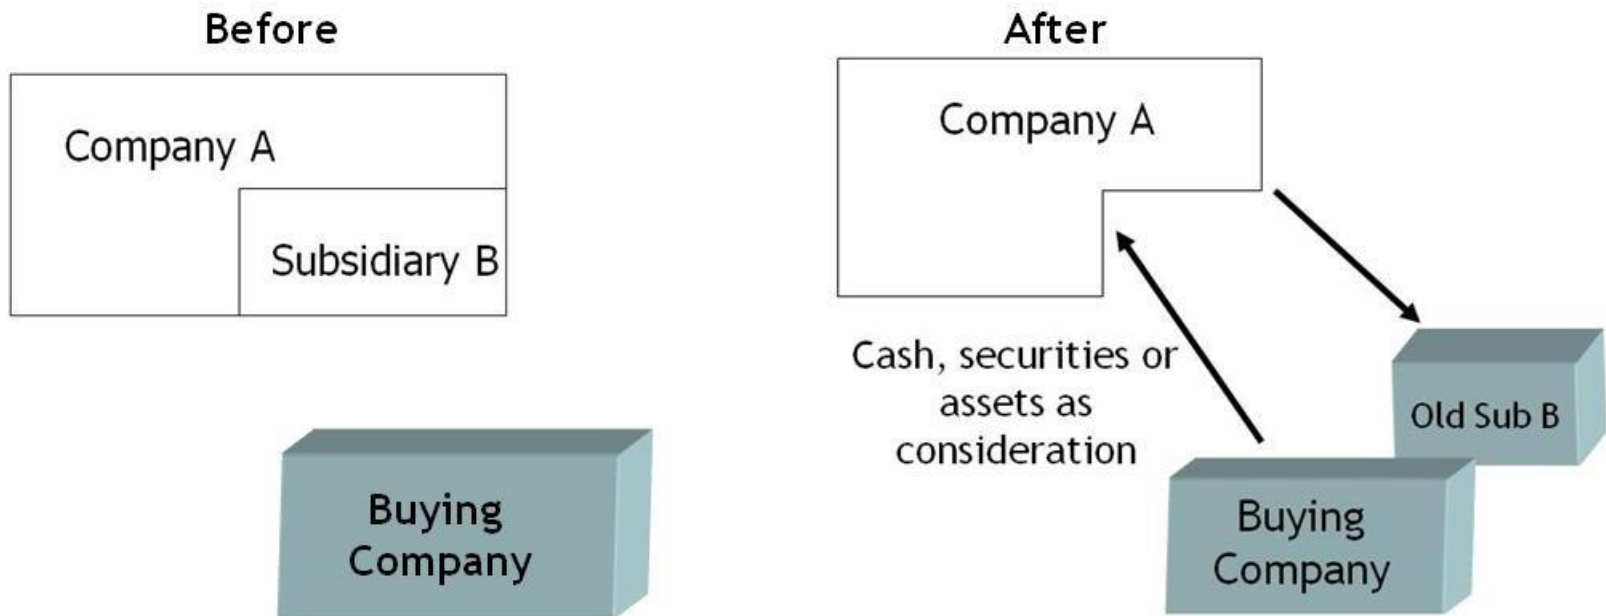 Before
Company A
Subsidiary B
Buying
Company
After
Company A
Cash, securities or
assets as
consideration
Old Sub B
Buying
Company